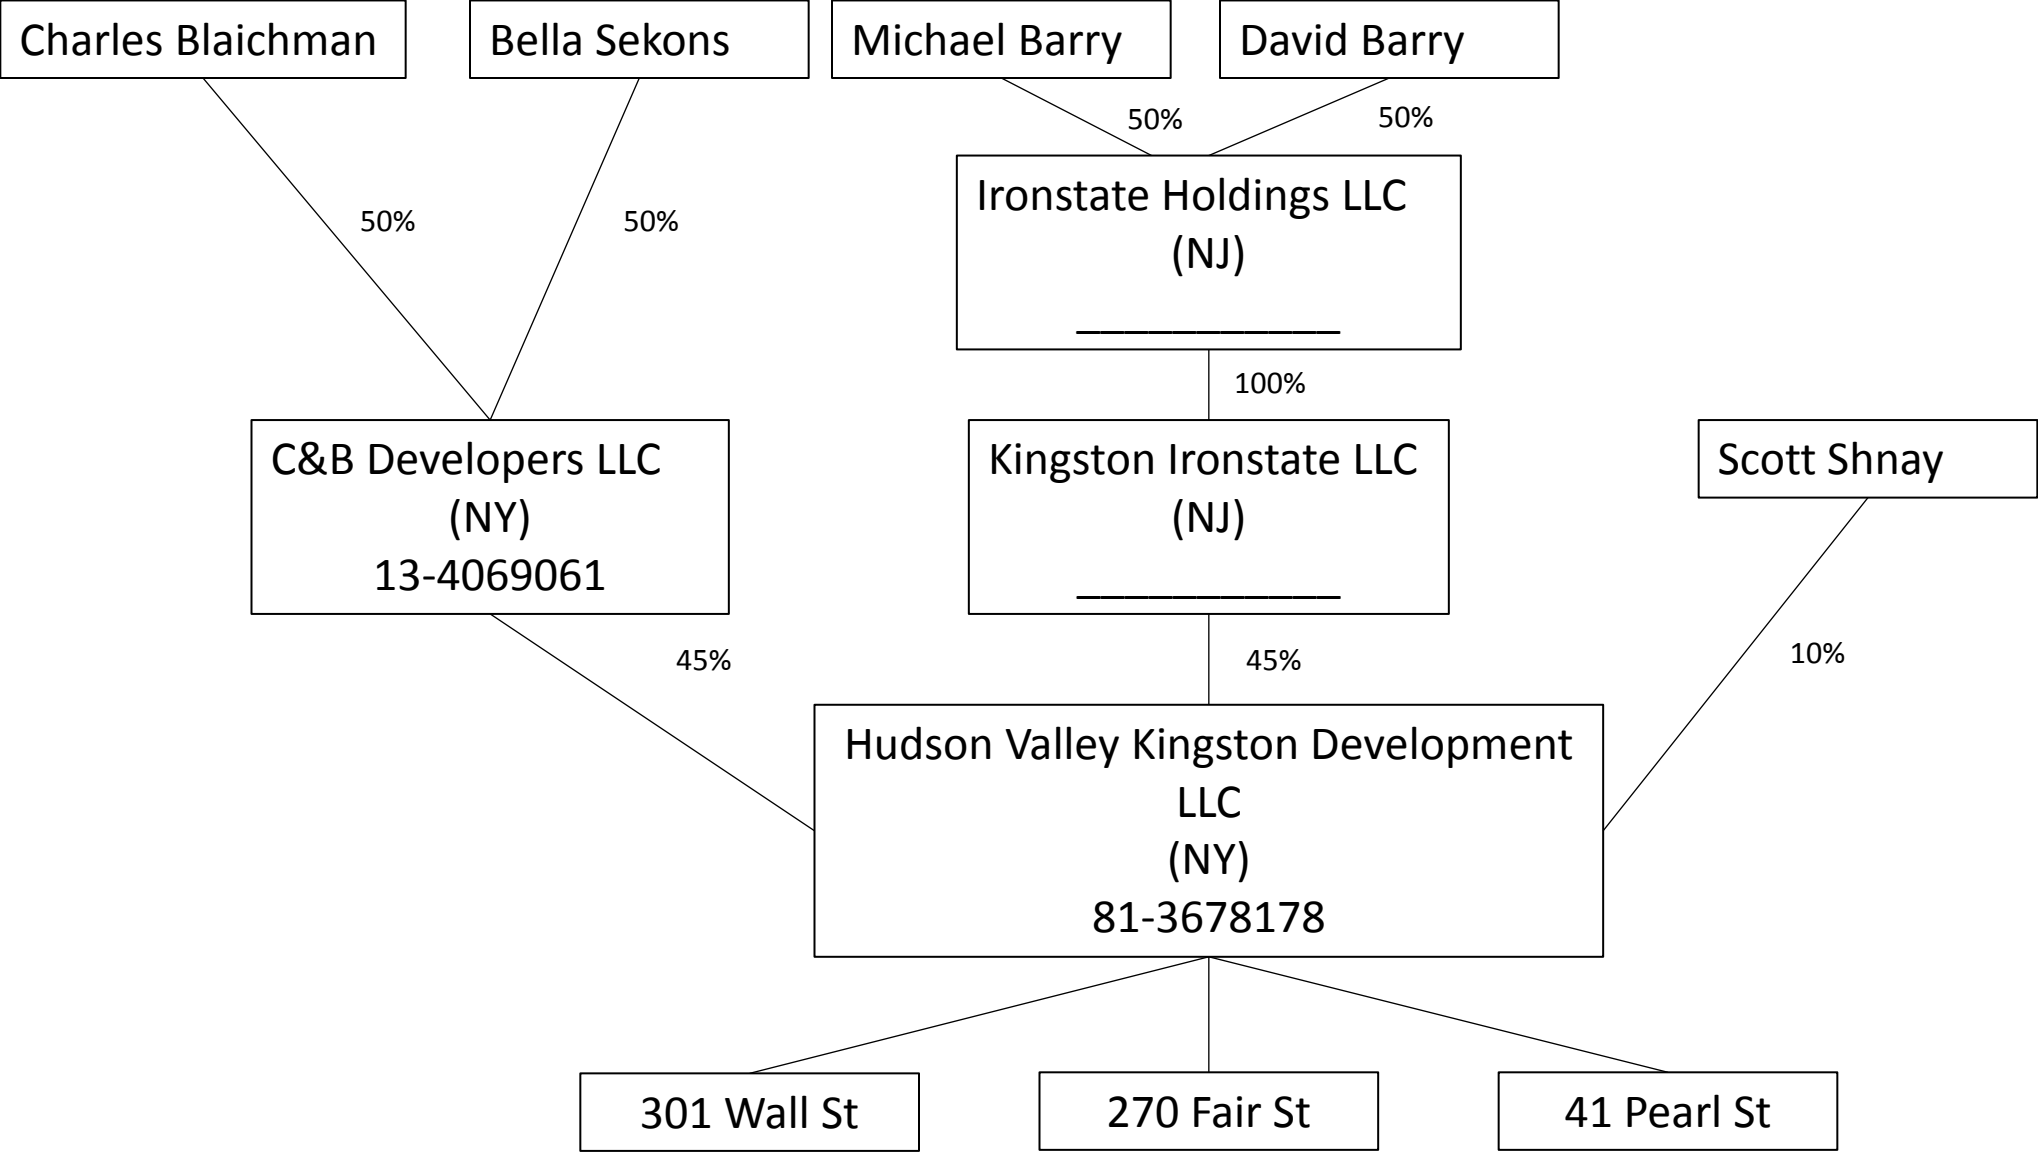 Charles Blaichman
Bella Sekons
Michael Barry
David Barry
50%
50%
Ironstate Holdings LLC
(NJ)
___________
50%
50%
100%
C&B Developers LLC
(NY)
13-4069061
Kingston Ironstate LLC
(NJ)
___________
Scott Shnay
45%
45%
10%
Hudson Valley Kingston Development
LLC
(NY)
81-3678178
301 Wall St
270 Fair St
41 Pearl St